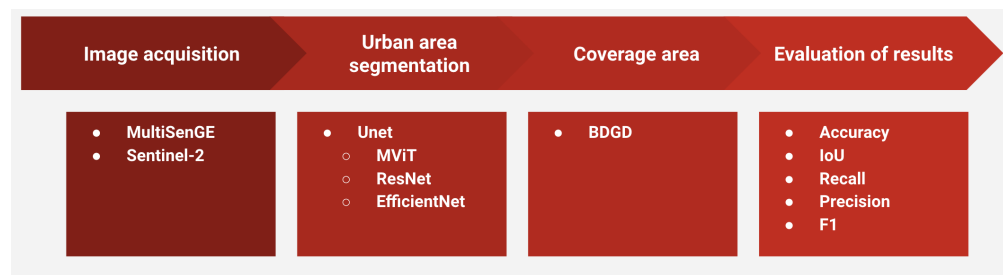 Image acquisition
Urban area
segmentation
Coverage area
Evaluation of results
● MultiSenGE
● Sentinel-2
● Unet
○ MViT
○ ResNet
○ EfficientNet
● BDGD
● Accuracy
● IoU
● Recall
● Precision
● F1